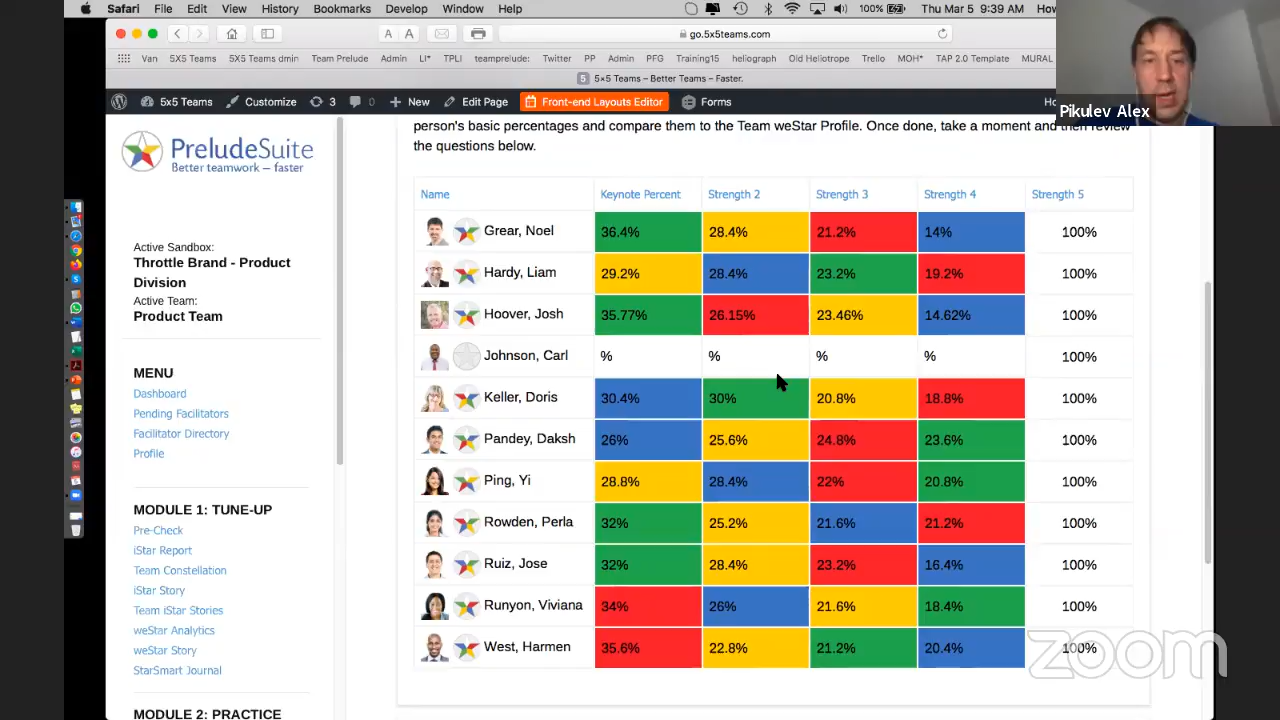 Safari File Edit View History Bookmarks Develop Window Help 100% Thu Mar 5 9:39 AM
go.5x5teams.com
A A
Van 5X5 Teams 5X5 Teams dmin Team Prelude Admin LI* TPLI teamprelude: Twitter PP Admin PFG Training15 heliograph Old Heliotrope Trello MOH* TAP 2.0 Template MURAL
5 5×5 Teams – Better Teams – Faster.
5x5 Teams Customize 3 0 New Edit Page Front-end Layouts Editor Forms
Pikulev Alex
person's basic percentages and compare them to the Team weStar Profile. Once done, take a moment and then review
the questions below.
PreludeSuite
Better teamwork – faster
Active Sandbox:
Throttle Brand - Product
Division
Active Team:
Product Team
MENU
Dashboard
Pending Facilitators
Facilitator Directory
Profile
MODULE 1: TUNE-UP
Pre-Check
iStar Report
Team Constellation
iStar Story
Team iStar Stories
weStar Analytics
weStar Story
StarSmart Journal
MODULE 2: PRACTICE
Name Keynote Percent Strength 2 Strength 3 Strength 4 Strength 5
Grear, Noel 36.4% 28.4% 21.2% 14% 100%
Hardy, Liam 29.2% 28.4% 23.2% 19.2% 100%
Hoover, Josh 35.77% 26.15% 23.46% 14.62% 100%
Johnson, Carl % % % % 100%
Keller, Doris 30.4% 30% 20.8% 18.8% 100%
Pandey, Daksh 26% 25.6% 24.8% 23.6% 100%
Ping, Yi 28.8% 28.4% 22% 20.8% 100%
Rowden, Perla 32% 25.2% 21.6% 21.2% 100%
Ruiz, Jose 32% 28.4% 23.2% 16.4% 100%
Runyon, Viviana 34% 26% 21.6% 18.4% 100%
West, Harmen 35.6% 22.8% 21.2% 20.4% 100%
zoom